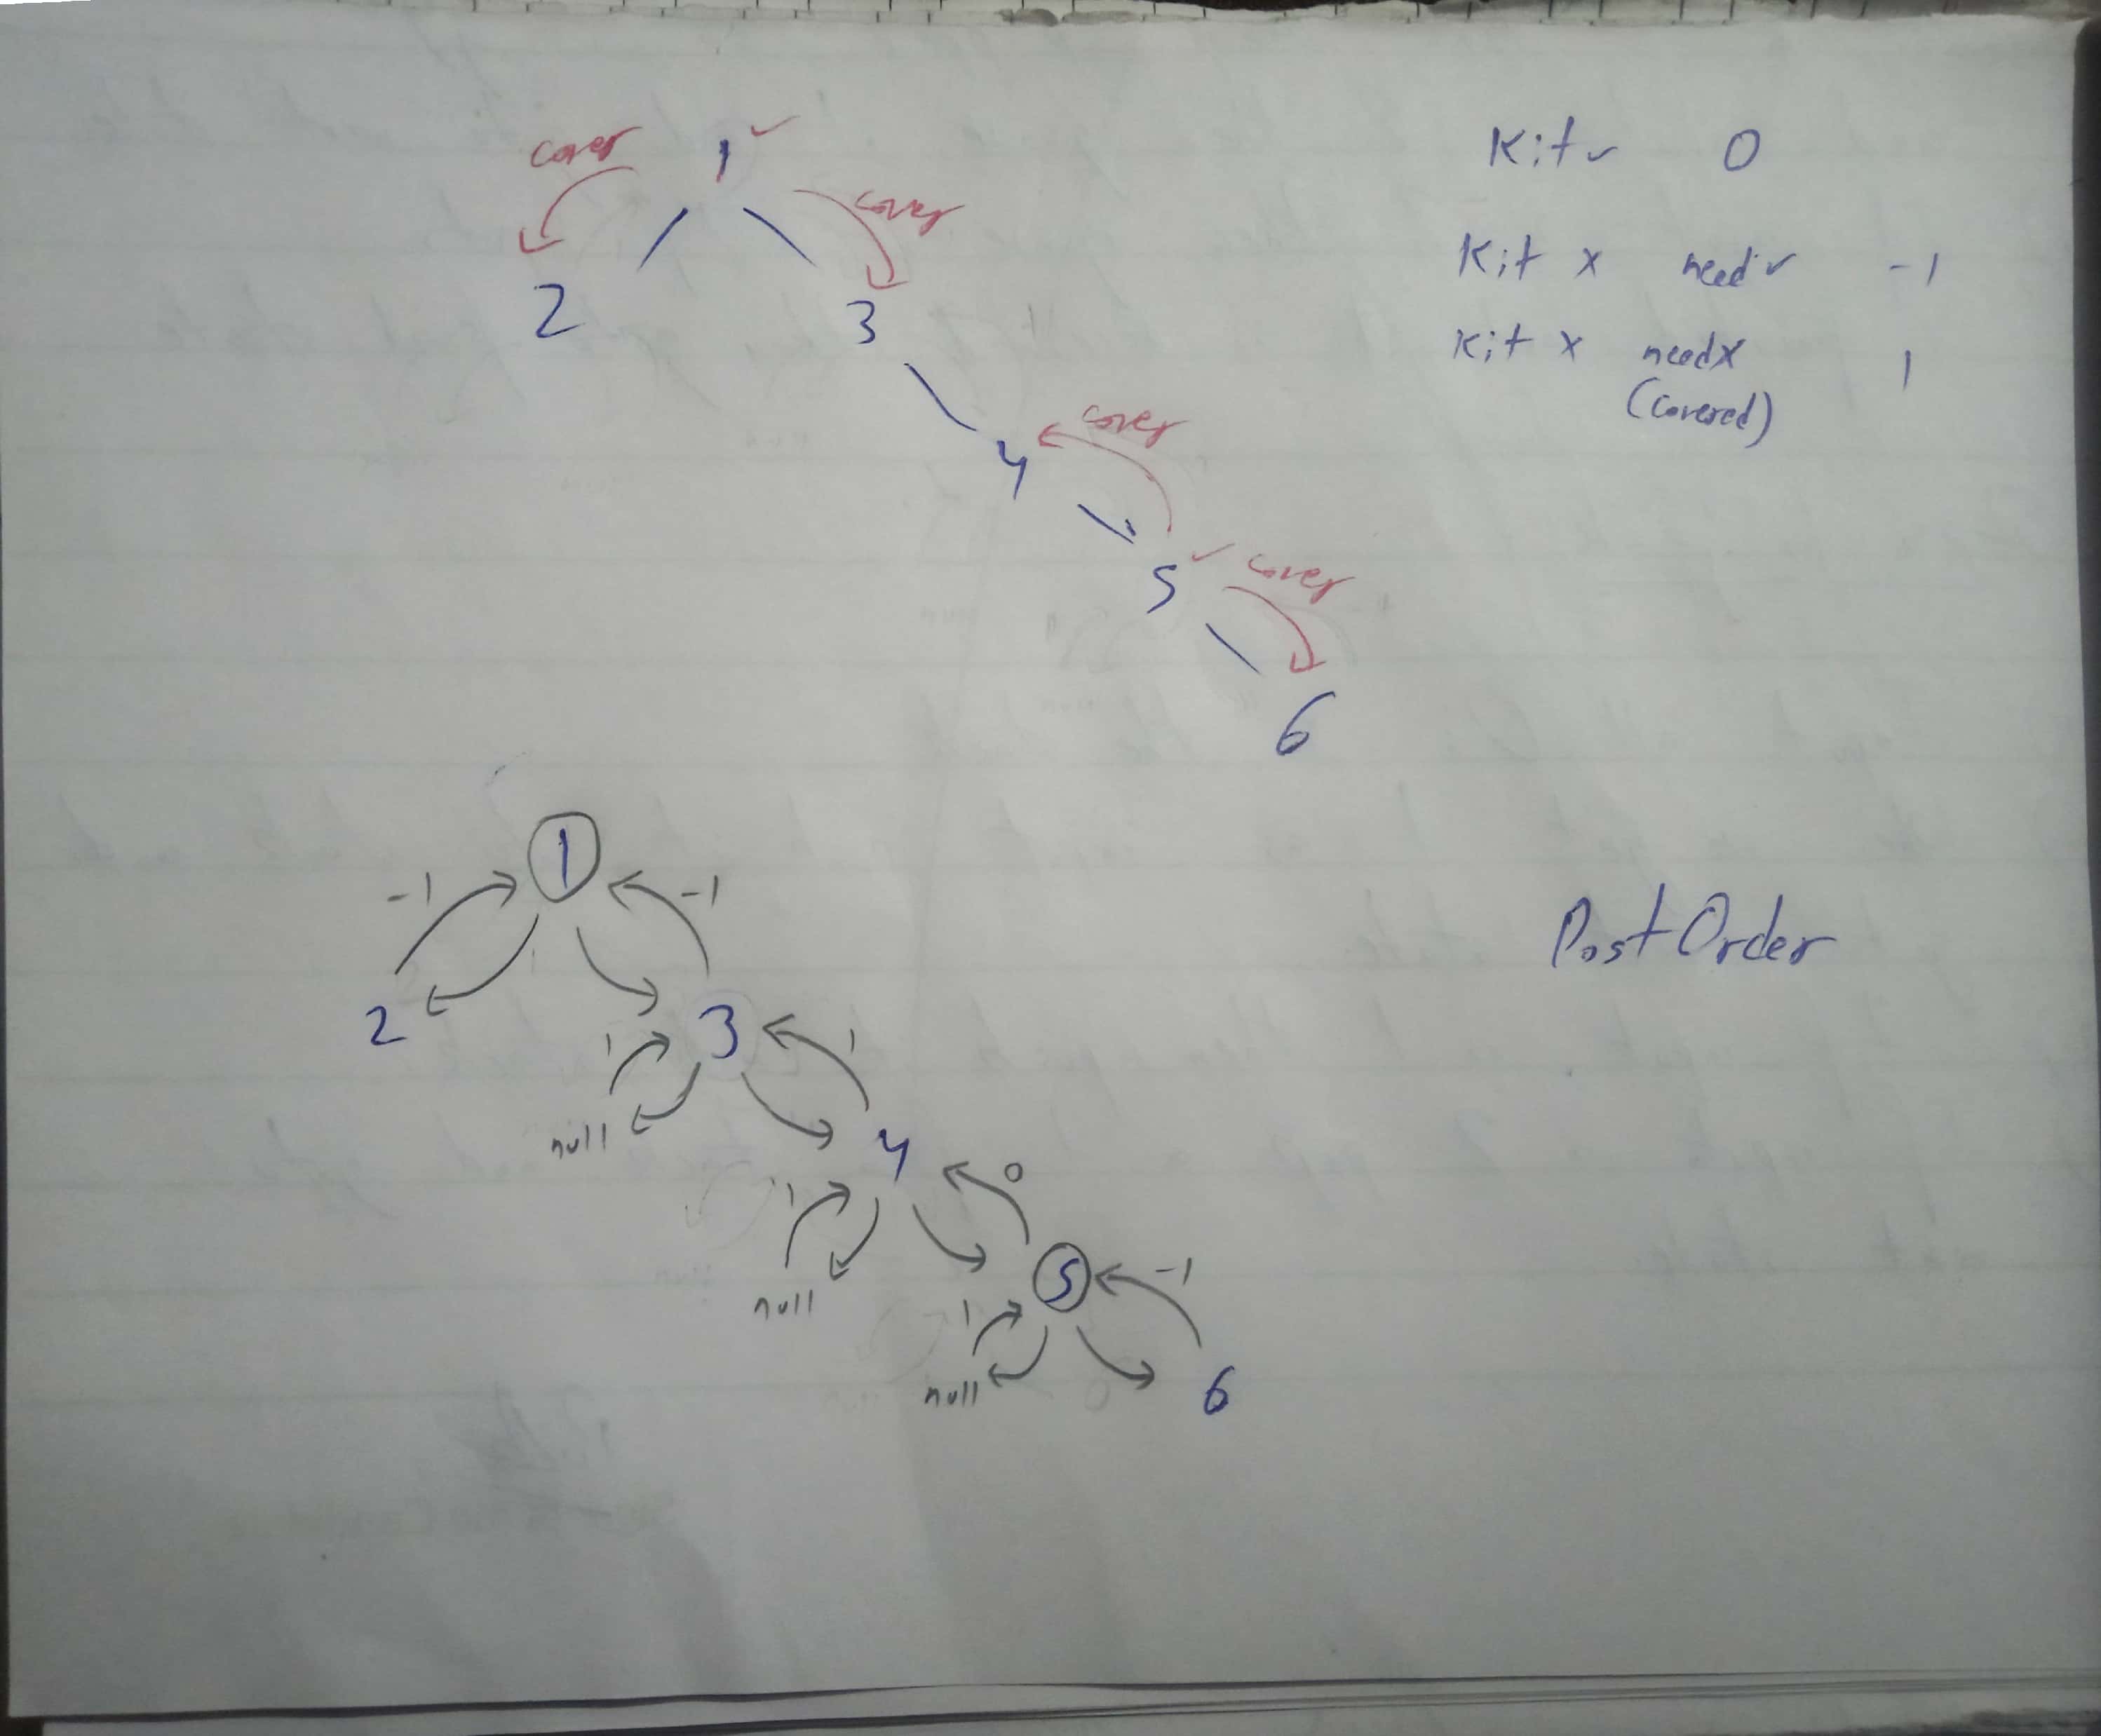 cover 1 ✓
cover
Kit ✓ 0
2 3
Kit x need ✓ -1
Kit x needx 1
(Covered)
4 cover
5 ✓ cover
6
1
-1 -1
2 3
1 1
null 4
1 0
null 5 -1
1
null 6
PostOrder